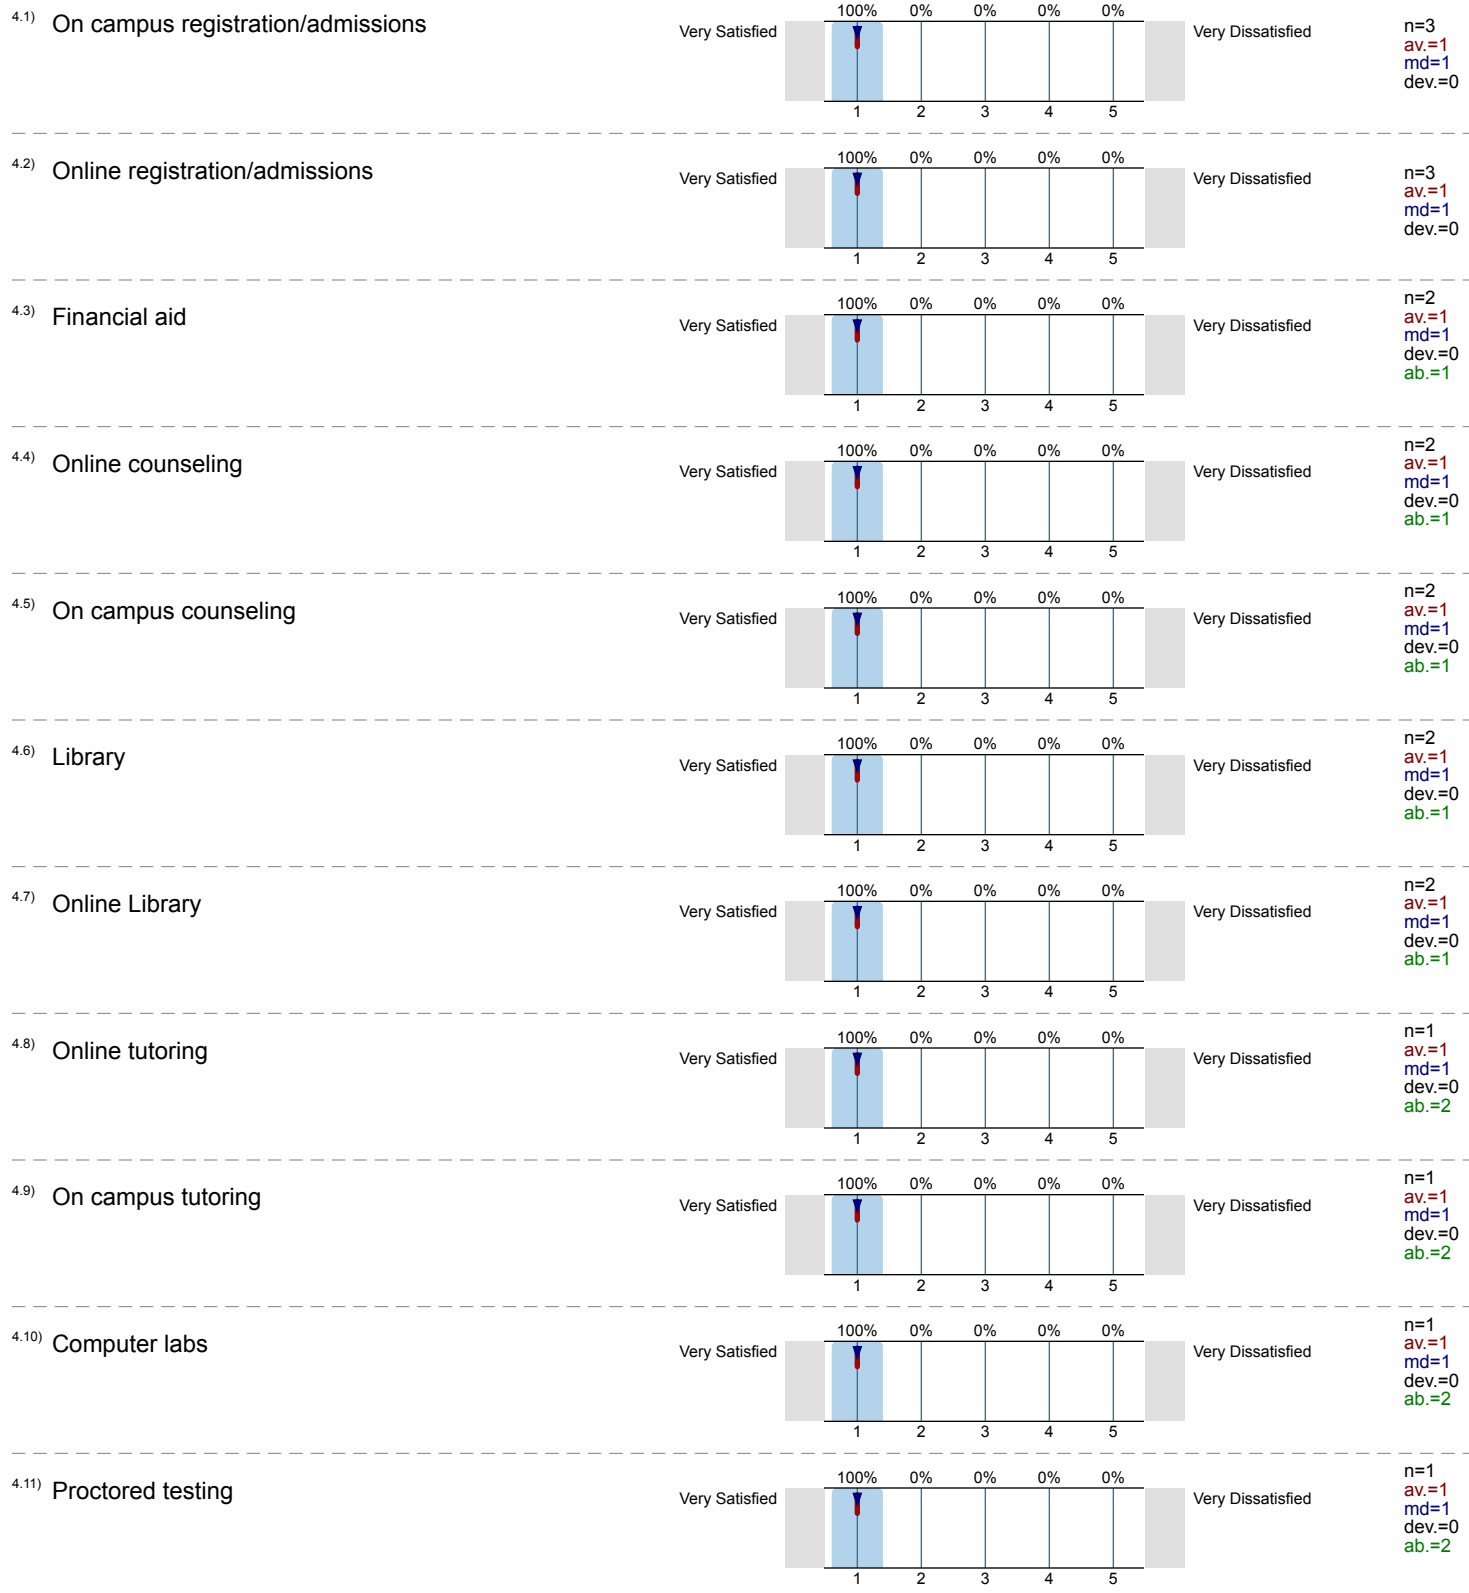 4.1) On campus registration/admissions
100% 0% 0% 0% 0%
Very Satisfied Very Dissatisfied
1 2 3 4 5
n=3
av.=1
md=1
dev.=0
4.2) Online registration/admissions
100% 0% 0% 0% 0%
Very Satisfied Very Dissatisfied
1 2 3 4 5
n=3
av.=1
md=1
dev.=0
4.3) Financial aid
100% 0% 0% 0% 0%
Very Satisfied Very Dissatisfied
1 2 3 4 5
n=2
av.=1
md=1
dev.=0
ab.=1
4.4) Online counseling
100% 0% 0% 0% 0%
Very Satisfied Very Dissatisfied
1 2 3 4 5
n=2
av.=1
md=1
dev.=0
ab.=1
4.5) On campus counseling
100% 0% 0% 0% 0%
Very Satisfied Very Dissatisfied
1 2 3 4 5
n=2
av.=1
md=1
dev.=0
ab.=1
4.6) Library
100% 0% 0% 0% 0%
Very Satisfied Very Dissatisfied
1 2 3 4 5
n=2
av.=1
md=1
dev.=0
ab.=1
4.7) Online Library
100% 0% 0% 0% 0%
Very Satisfied Very Dissatisfied
1 2 3 4 5
n=2
av.=1
md=1
dev.=0
ab.=1
4.8) Online tutoring
100% 0% 0% 0% 0%
Very Satisfied Very Dissatisfied
1 2 3 4 5
n=1
av.=1
md=1
dev.=0
ab.=2
4.9) On campus tutoring
100% 0% 0% 0% 0%
Very Satisfied Very Dissatisfied
1 2 3 4 5
n=1
av.=1
md=1
dev.=0
ab.=2
4.10) Computer labs
100% 0% 0% 0% 0%
Very Satisfied Very Dissatisfied
1 2 3 4 5
n=1
av.=1
md=1
dev.=0
ab.=2
4.11) Proctored testing
100% 0% 0% 0% 0%
Very Satisfied Very Dissatisfied
1 2 3 4 5
n=1
av.=1
md=1
dev.=0
ab.=2